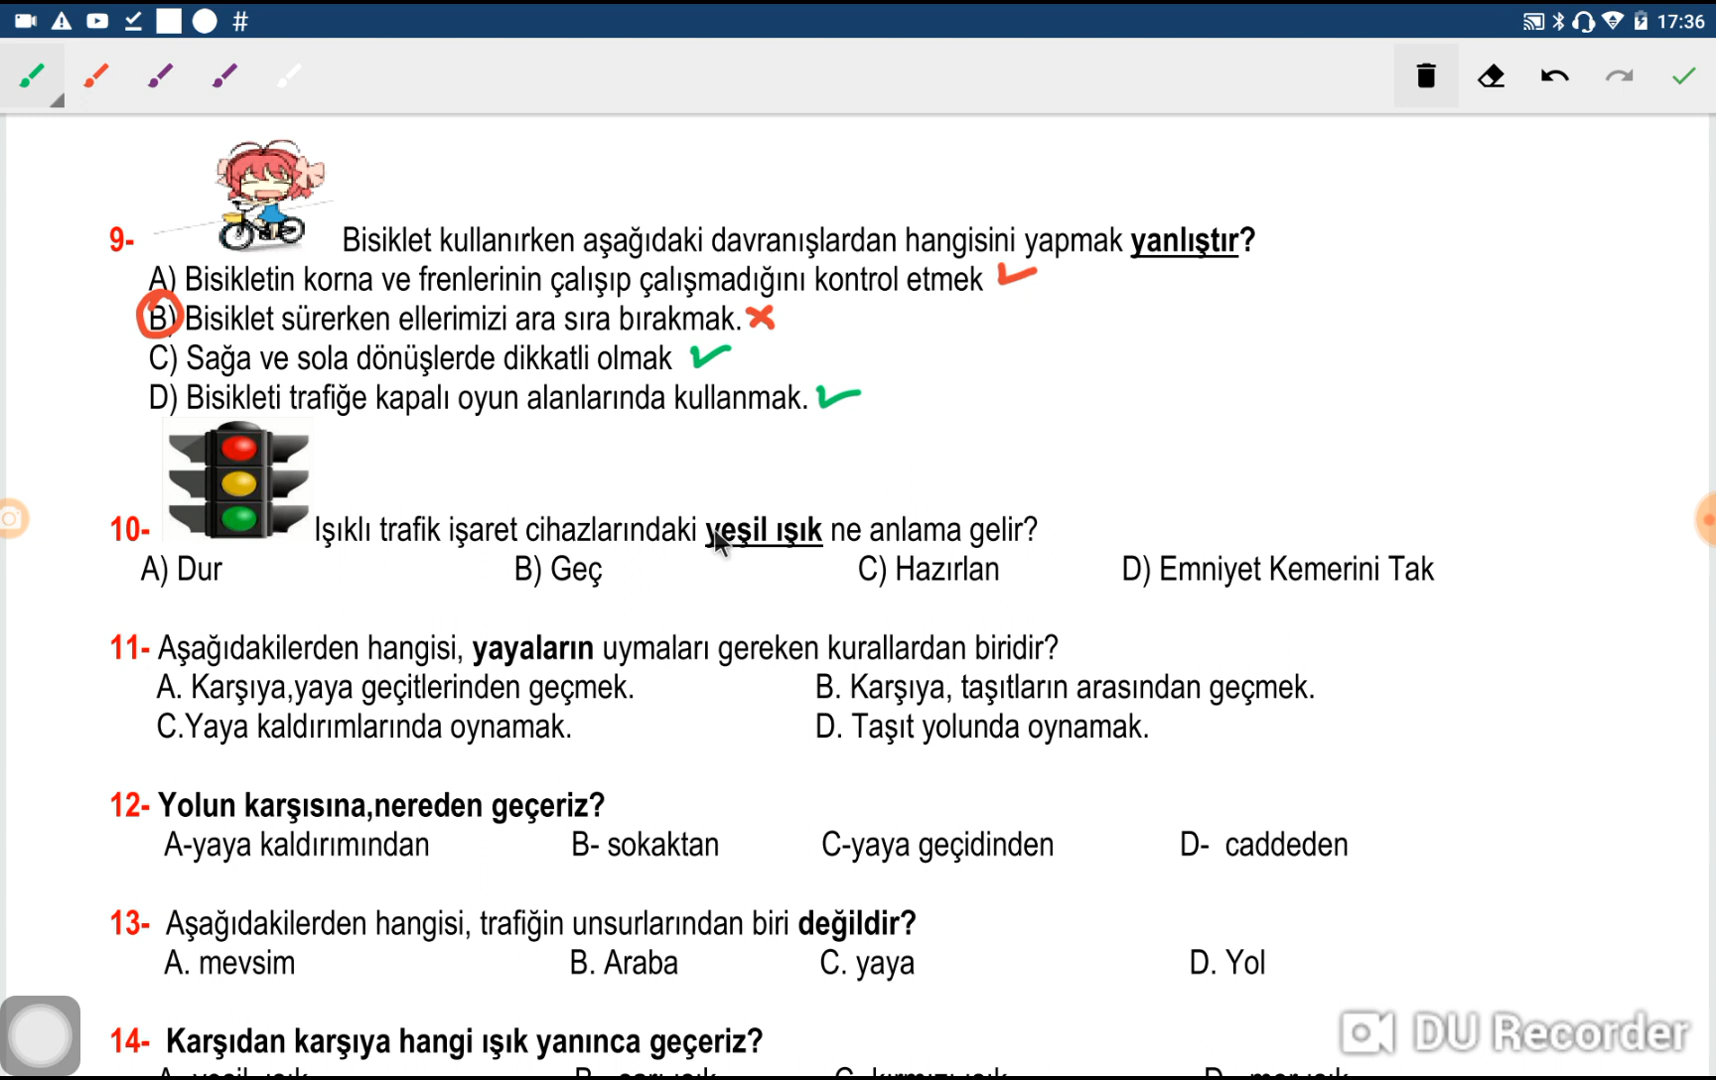 17:36
9- Bisiklet kullanırken aşağıdaki davranışlardan hangisini yapmak yanlıştır?
A) Bisikletin korna ve frenlerinin çalışıp çalışmadığını kontrol etmek
B) Bisiklet sürerken ellerimizi ara sıra bırakmak.
C) Sağa ve sola dönüşlerde dikkatli olmak
D) Bisikleti trafiğe kapalı oyun alanlarında kullanmak.
10- Işıklı trafik işaret cihazlarındaki yeşil ışık ne anlama gelir?
A) Dur B) Geç C) Hazırlan D) Emniyet Kemerini Tak
11- Aşağıdakilerden hangisi, yayaların uymaları gereken kurallardan biridir?
A. Karşıya,yaya geçitlerinden geçmek. B. Karşıya, taşıtların arasından geçmek.
C.Yaya kaldırımlarında oynamak. D. Taşıt yolunda oynamak.
12- Yolun karşısına,nereden geçeriz?
A-yaya kaldırımından B- sokaktan C-yaya geçidinden D- caddeden
13- Aşağıdakilerden hangisi, trafiğin unsurlarından biri değildir?
A. mevsim B. Araba C. yaya D. Yol
14- Karşıdan karşıya hangi ışık yanınca geçeriz?
DU Recorder